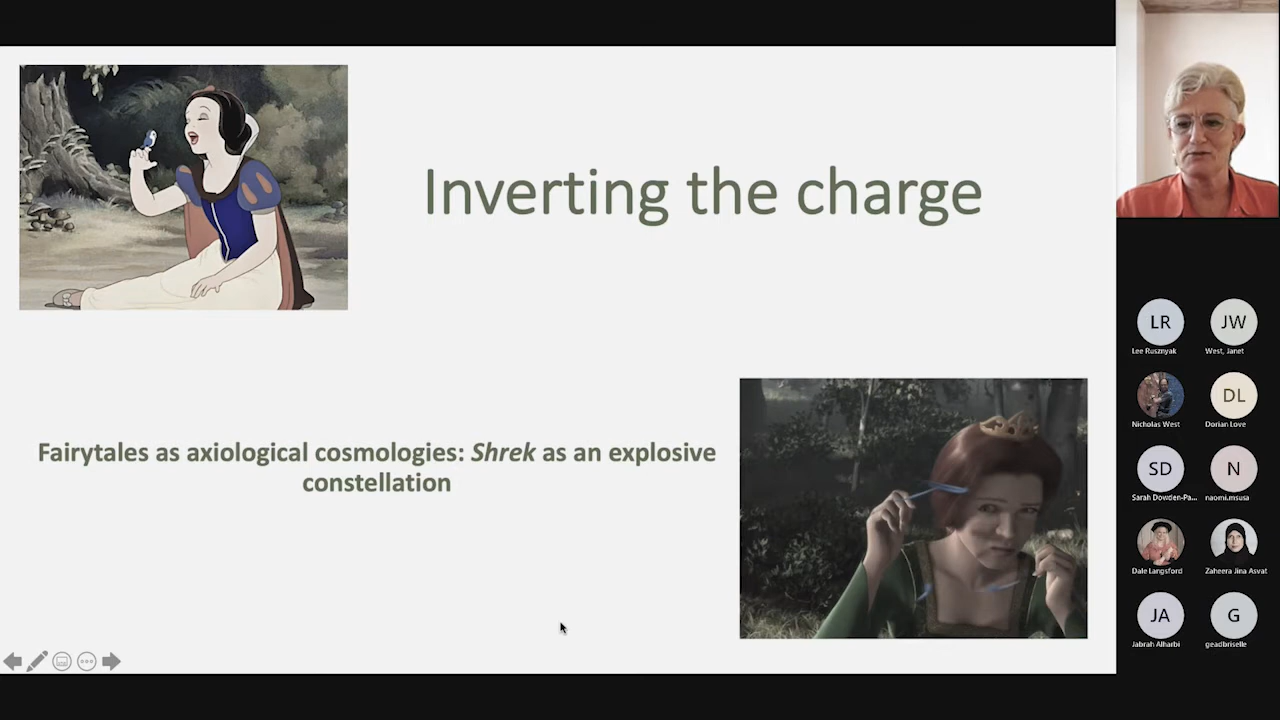 Inverting the charge
Fairytales as axiological cosmologies: Shrek as an explosive
constellation
LR
JW
Lee Rusznyak
West, Janet
DL
Nicholas West
Dorian Love
SD
N
Sarah Dowden-Pa...
naomi.msusa
Dale Langsford
Zaheera Jina Asvat
JA
G
Jabrah Alharbi
geadbriselle